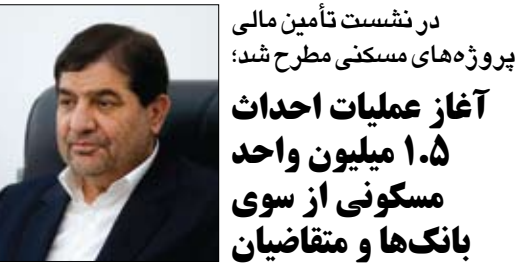 در نشست تأمین مالی
پروژه‌های مسکنی مطرح شد؛
آغاز عملیات احداث
۱.۵ میلیون واحد
مسکونی از سوی
بانک‌ها و متقاضیان